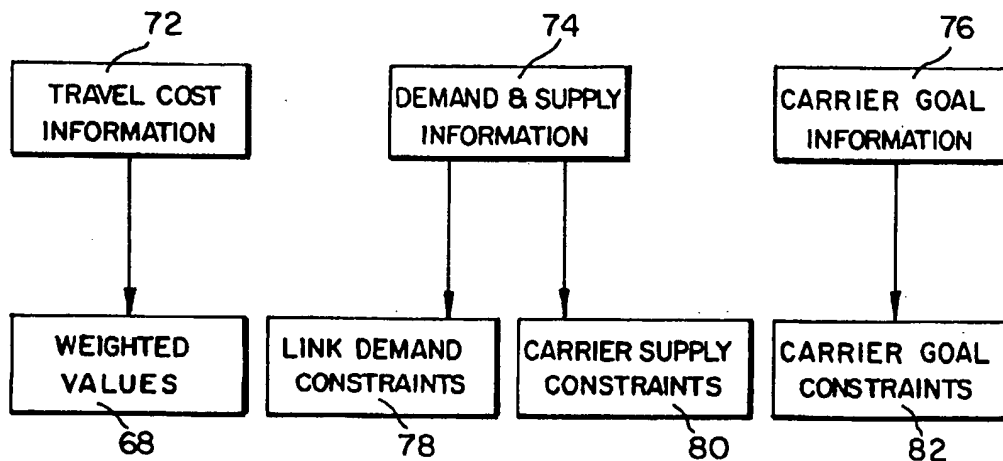 72
74
76
TRAVEL COST
INFORMATION
DEMAND & SUPPLY
INFORMATION
CARRIER GOAL
INFORMATION
WEIGHTED
VALUES
LINK DEMAND
CONSTRAINTS
CARRIER SUPPLY
CONSTRAINTS
CARRIER GOAL
CONSTRAINTS
68
78
80
82